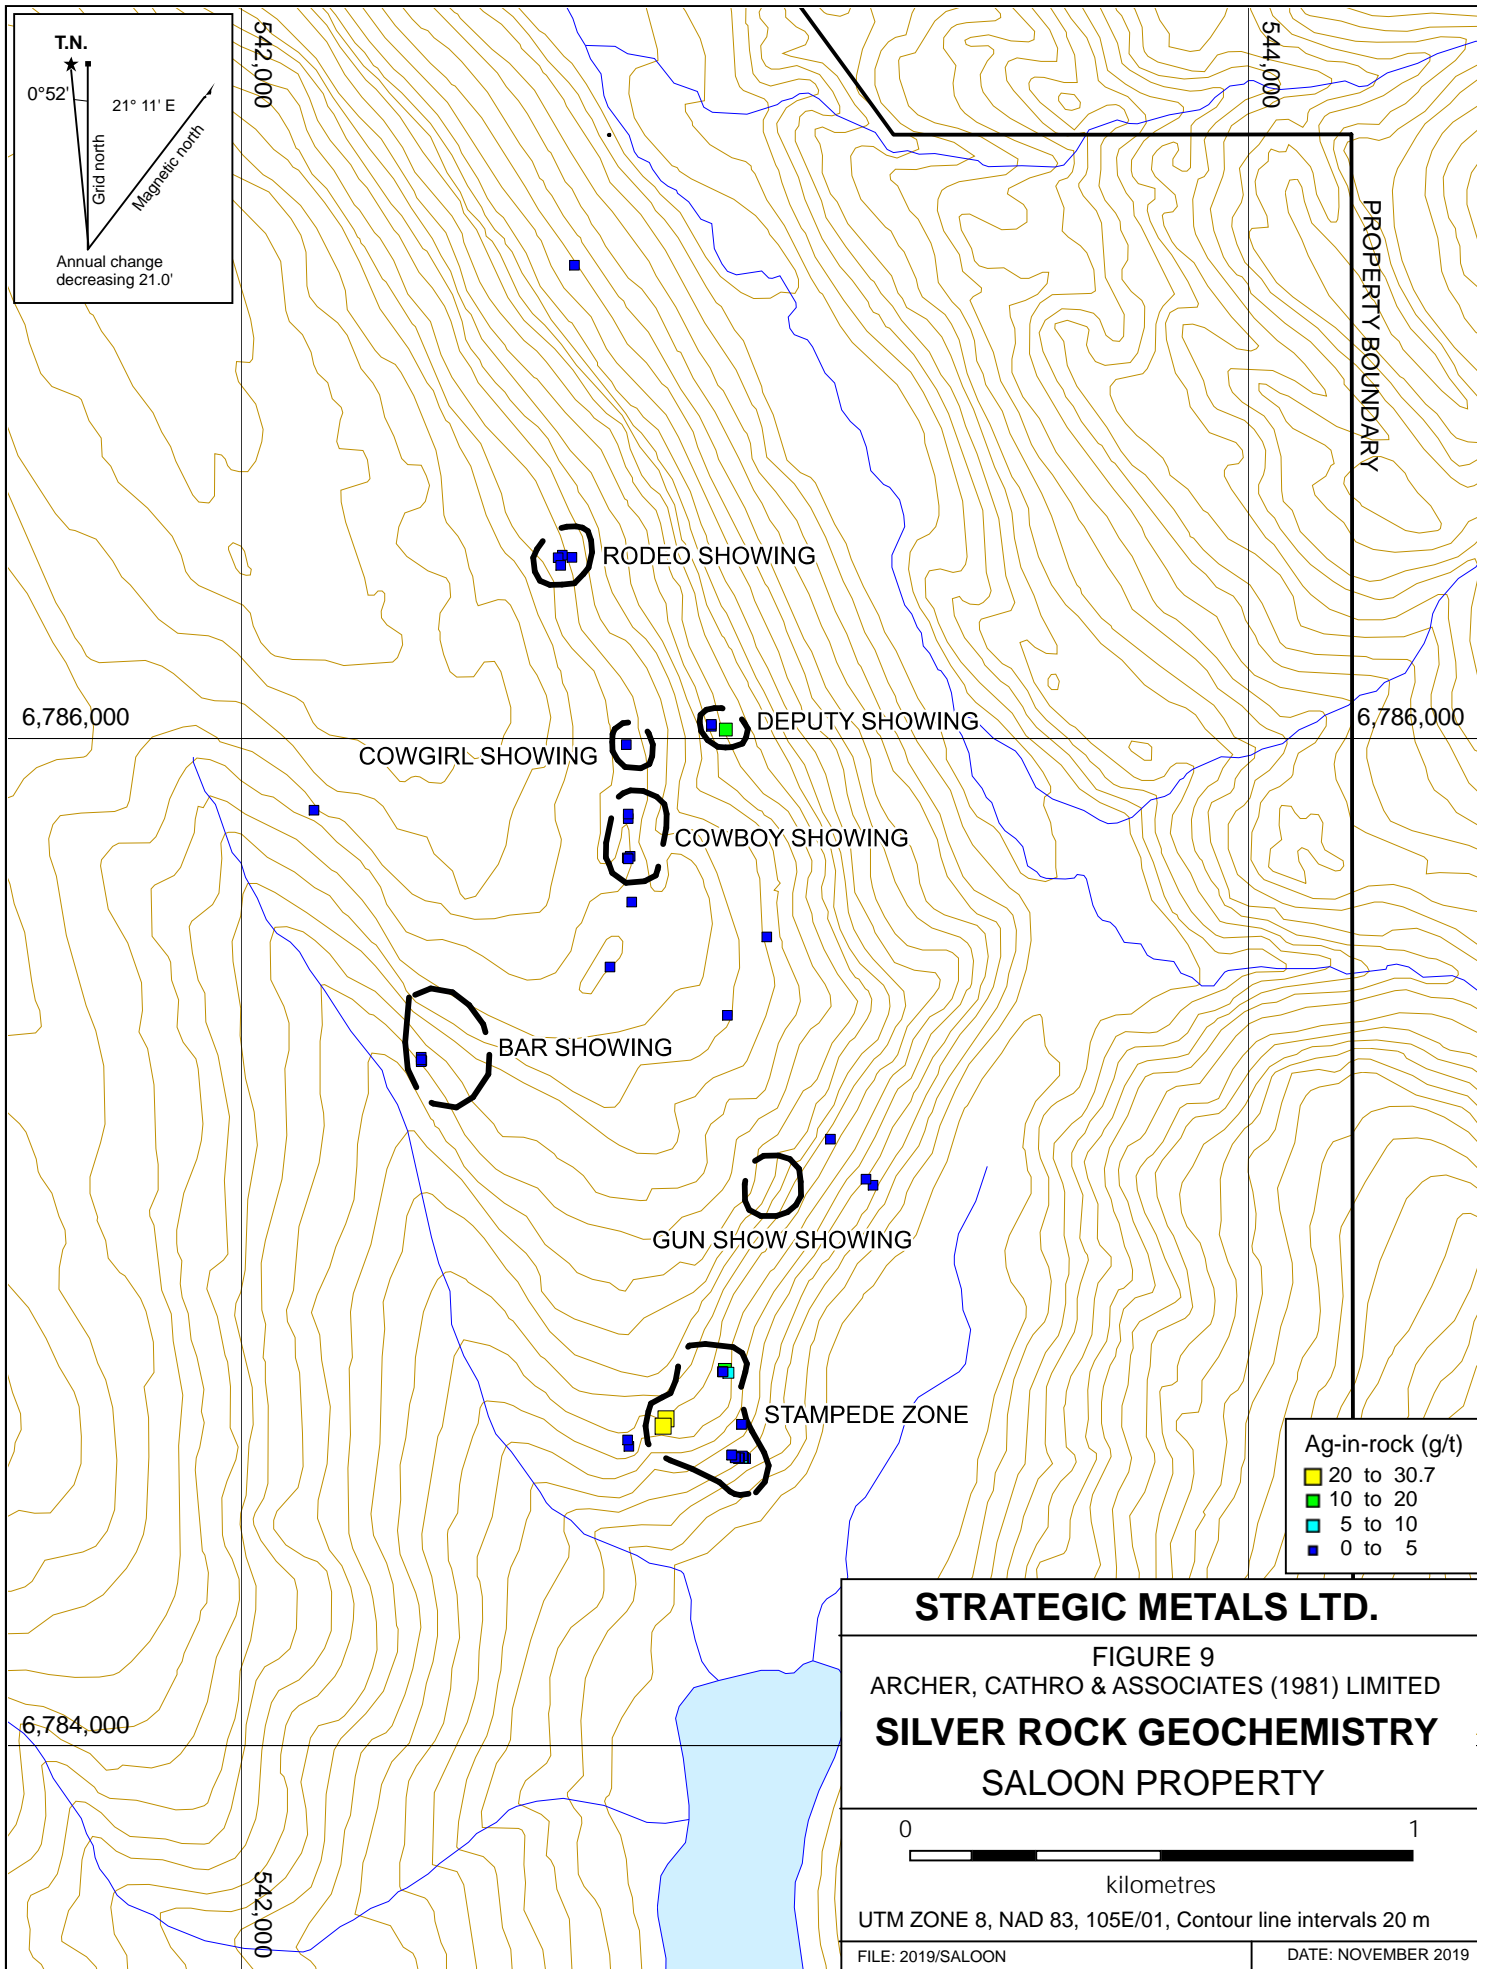 T.N.
0°52'
21° 11' E
Grid north
Magnetic north
Annual change
decreasing 21.0'
542,000
544,000
PROPERTY BOUNDARY
RODEO SHOWING
6,786,000
DEPUTY SHOWING
6,786,000
COWGIRL SHOWING
COWBOY SHOWING
BAR SHOWING
GUN SHOW SHOWING
STAMPEDE ZONE
Ag-in-rock (g/t)
20 to 30.7
10 to 20
5 to 10
0 to 5
STRATEGIC METALS LTD.
FIGURE 9
ARCHER, CATHRO & ASSOCIATES (1981) LIMITED
6,784,000
SILVER ROCK GEOCHEMISTRY
SALOON PROPERTY
0 1
kilometres
542,000
UTM ZONE 8, NAD 83, 105E/01, Contour line intervals 20 m
FILE: 2019/SALOON
DATE: NOVEMBER 2019